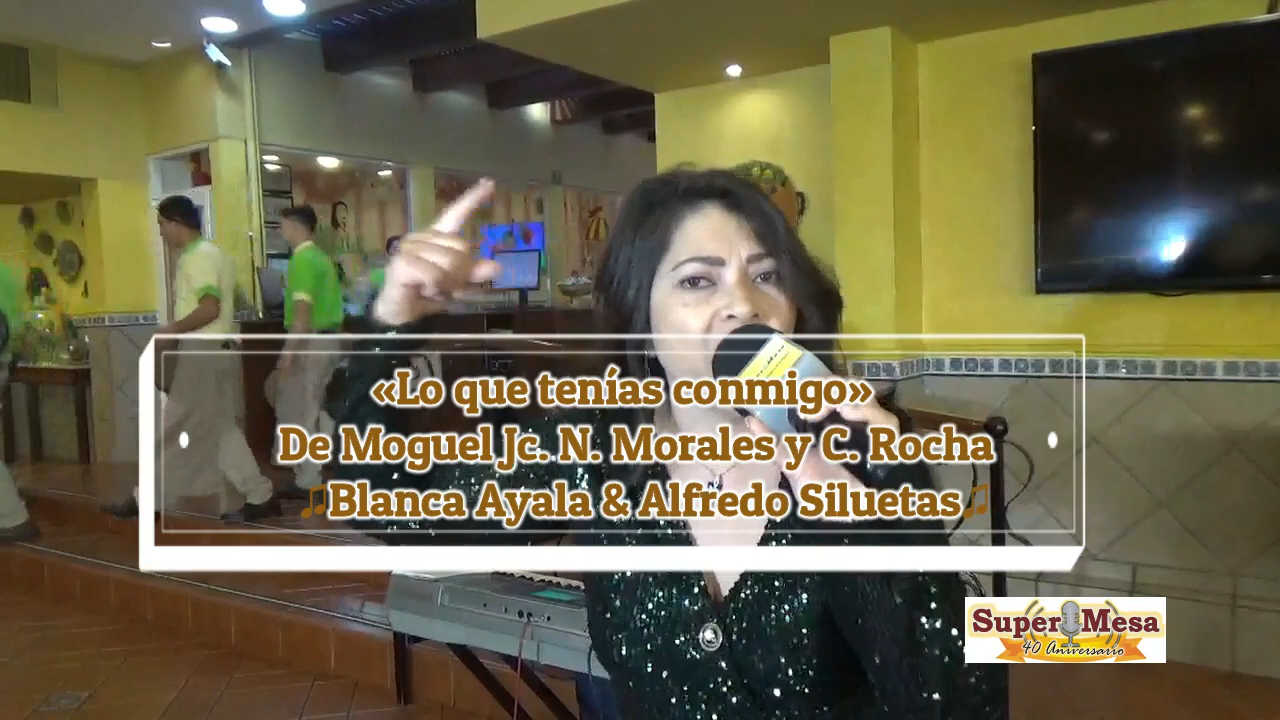 «Lo que tenías conmigo»
De Moguel Jc. N. Morales y C. Rocha
♫Blanca Ayala & Alfredo Siluetas♫
Super Mesa
40 Aniversario